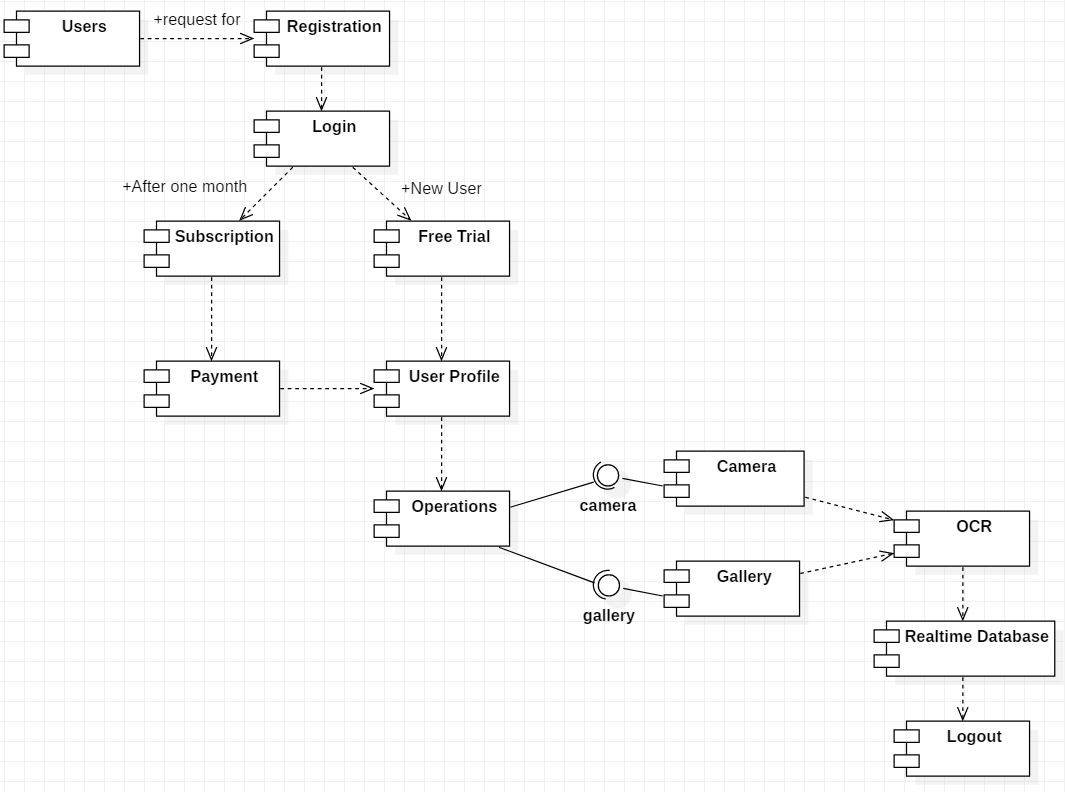 Users
+request for
Registration
Login
+After one month
+New User
Subscription
Free Trial
Payment
User Profile
Operations
camera
Camera
OCR
gallery
Gallery
Realtime Database
Logout